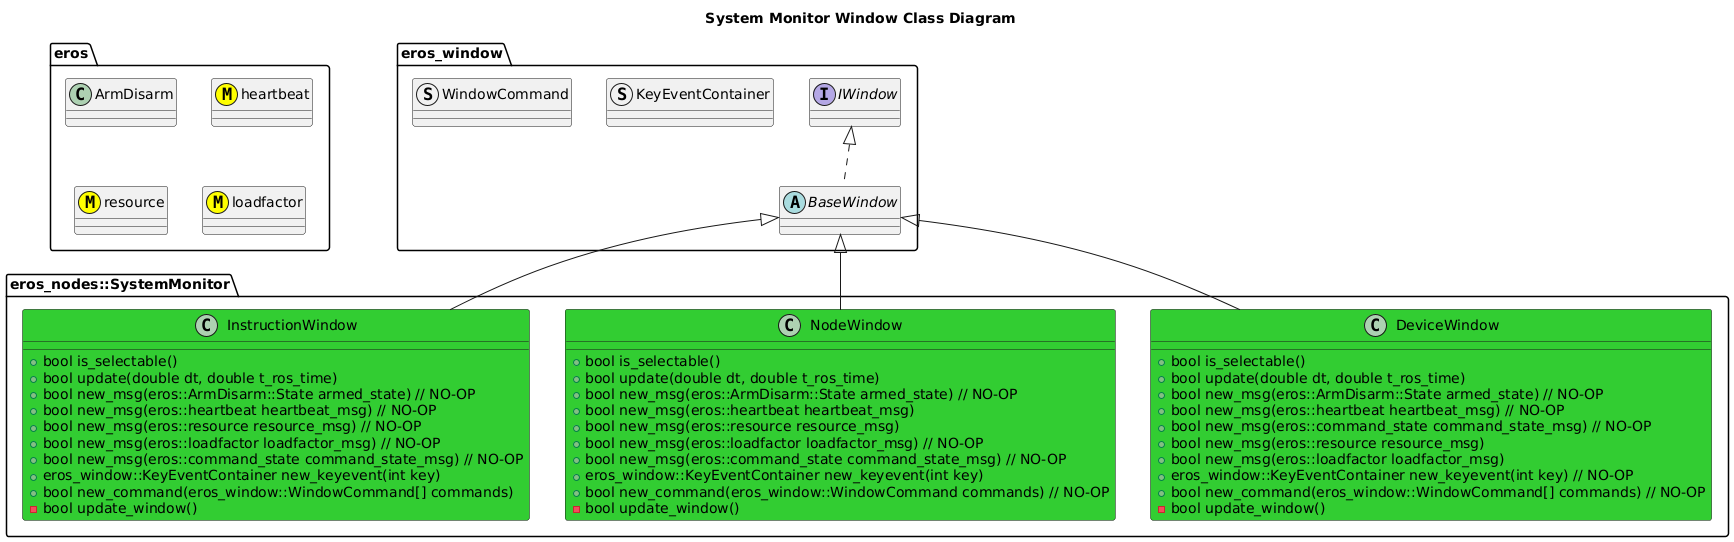 System Monitor Window Class Diagram
eros
C ArmDisarm
M heartbeat
M resource
M loadfactor
eros_window
S WindowCommand
S KeyEventContainer
I IWindow
A BaseWindow
eros_nodes::SystemMonitor
C InstructionWindow
bool is_selectable()
bool update(double dt, double t_ros_time)
bool new_msg(eros::ArmDisarm::State armed_state) // NO-OP
bool new_msg(eros::heartbeat heartbeat_msg) // NO-OP
bool new_msg(eros::resource resource_msg) // NO-OP
bool new_msg(eros::loadfactor loadfactor_msg) // NO-OP
bool new_msg(eros::command_state command_state_msg) // NO-OP
eros_window::KeyEventContainer new_keyevent(int key)
bool new_command(eros_window::WindowCommand[] commands)
bool update_window()
C NodeWindow
bool is_selectable()
bool update(double dt, double t_ros_time)
bool new_msg(eros::ArmDisarm::State armed_state) // NO-OP
bool new_msg(eros::heartbeat heartbeat_msg)
bool new_msg(eros::resource resource_msg)
bool new_msg(eros::loadfactor loadfactor_msg) // NO-OP
bool new_msg(eros::command_state command_state_msg) // NO-OP
eros_window::KeyEventContainer new_keyevent(int key)
bool new_command(eros_window::WindowCommand commands) // NO-OP
bool update_window()
C DeviceWindow
bool is_selectable()
bool update(double dt, double t_ros_time)
bool new_msg(eros::ArmDisarm::State armed_state) // NO-OP
bool new_msg(eros::heartbeat heartbeat_msg) // NO-OP
bool new_msg(eros::command_state command_state_msg) // NO-OP
bool new_msg(eros::resource resource_msg)
bool new_msg(eros::loadfactor loadfactor_msg)
eros_window::KeyEventContainer new_keyevent(int key) // NO-OP
bool new_command(eros_window::WindowCommand[] commands) // NO-OP
bool update_window()